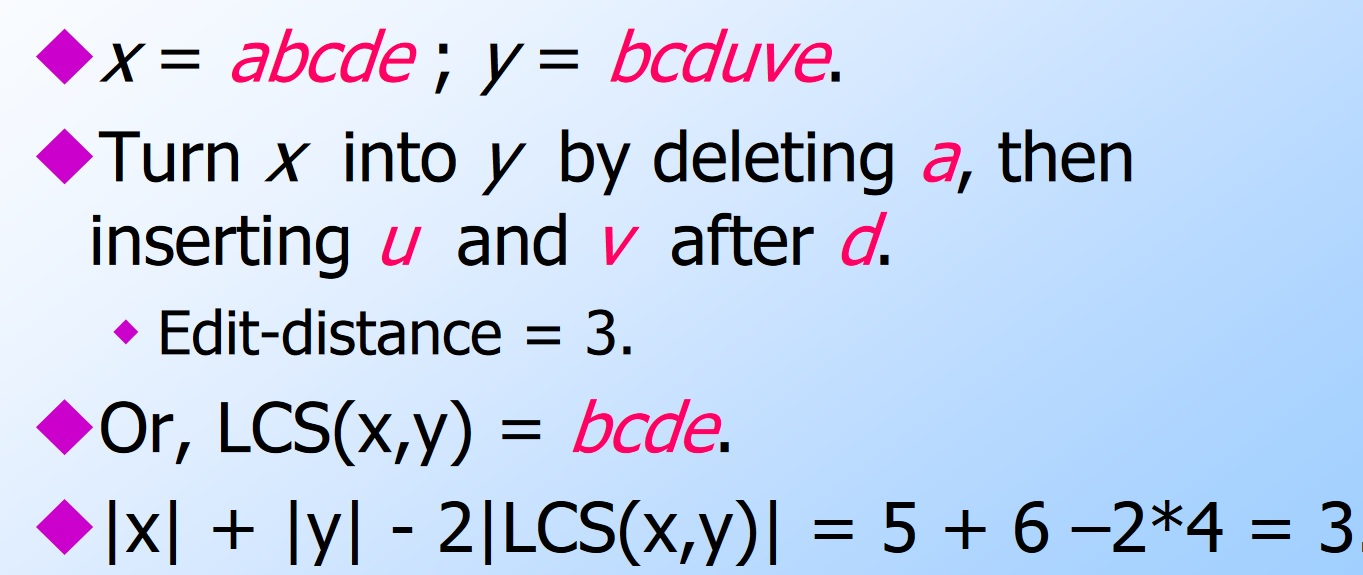 x = abcde ; y = bcduve.
Turn x into y by deleting a, then
inserting u and v after d.
Edit-distance = 3.
Or, LCS(x,y) = bcde.
|x| + |y| - 2|LCS(x,y)| = 5 + 6 –2*4 = 3.